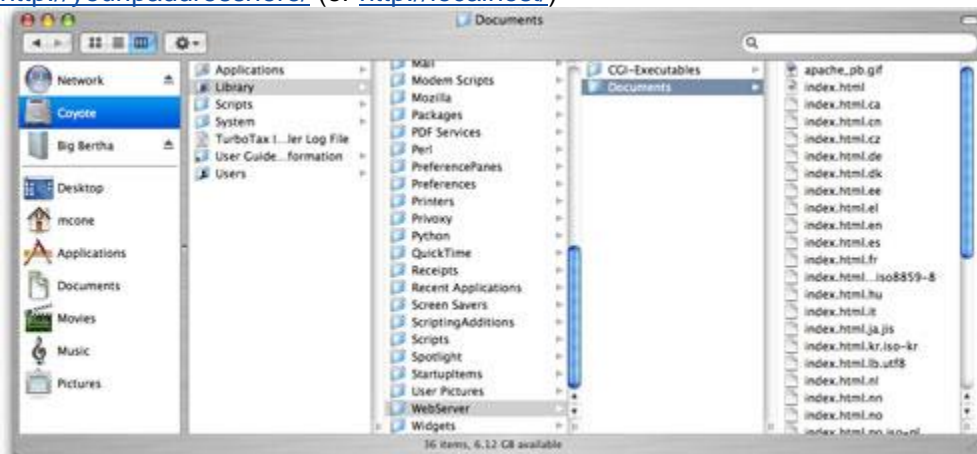 http://youripaddresshere/ (or http://localhost/)
Documents
Network
Coyote
Big Bertha
Desktop
mcone
Applications
Documents
Movies
Music
Pictures
Applications
Library
Scripts
System
TurboTax I...ler Log File
User Guide...formation
Users
Mail
Modem Scripts
Mozilla
Packages
PDF Services
Perl
PreferencePanes
Preferences
Printers
Privoxy
Python
QuickTime
Receipts
Recent Applications
Screen Savers
ScriptingAdditions
Scripts
Spotlight
StartupItems
User Pictures
WebServer
Widgets
CGI-Executables
Documents
apache_pb.gif
index.html
index.html.ca
index.html.cn
index.html.cz
index.html.de
index.html.dk
index.html.ee
index.html.el
index.html.en
index.html.es
index.html.fr
index.html...iso8859-8
index.html.hu
index.html.it
index.html.ja.jis
index.html.kr.iso-kr
index.html.lb.utf8
index.html.nl
index.html.nn
index.html.no
index.html.po.iso-pl
36 items, 6.12 GB available